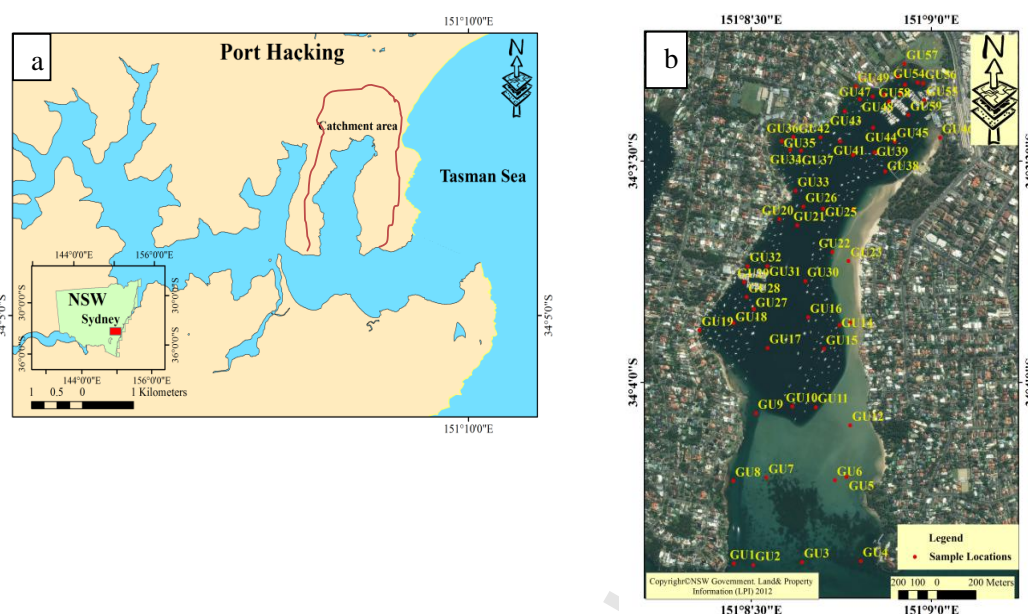 151°10'0"E
a
Port Hacking
N
Catchment area
Tasman Sea
34°5'0"S
144°0'0"E
156°0'0"E
NSW
Sydney
30°0'0"S
36°0'0"S
30°0'0"S
36°0'0"S
144°0'0"E
156°0'0"E
1 0.5 0 1 Kilometers
151°10'0"E
151°8'30"E
151°9'0"E
b
N
GU57
GU54
GU56
GU49
GU58
GU55
GU47
GU48
GU59
GU43
GU36
GU42
GU44
GU45
GU35
GU41
GU39
GU34
GU37
GU38
34°3'30"S
GU33
GU26
GU20
GU21
GU25
GU22
GU23
GU32
GU31
GU30
GU28
GU27
GU16
GU19
GU18
GU14
GU17
GU15
34°4'0"S
GU9
GU10
GU11
GU12
GU8
GU7
GU6
GU5
GU1
GU2
GU3
GU4
Legend
Sample Locations
Copyright©NSW Government. Land& Property
Information (LPI) 2012
200 100 0 200 Meters
151°8'30"E
151°9'0"E